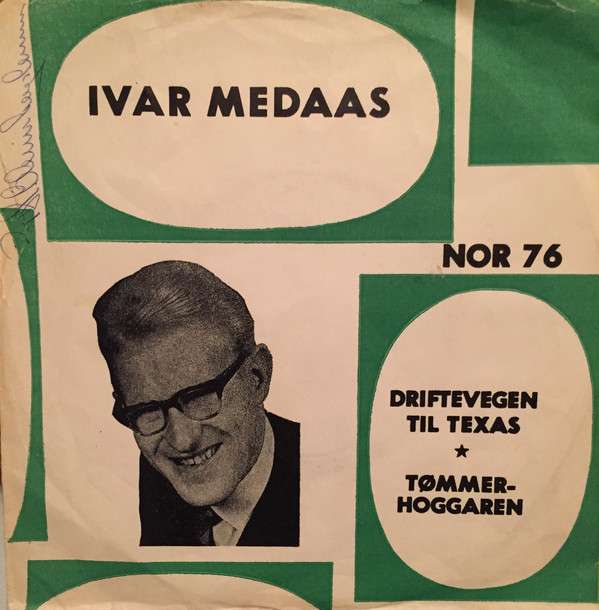 IVAR MEDAAS
NOR 76
DRIFTEVEGEN
TIL TEXAS
★
TØMMER-
HOGGAREN